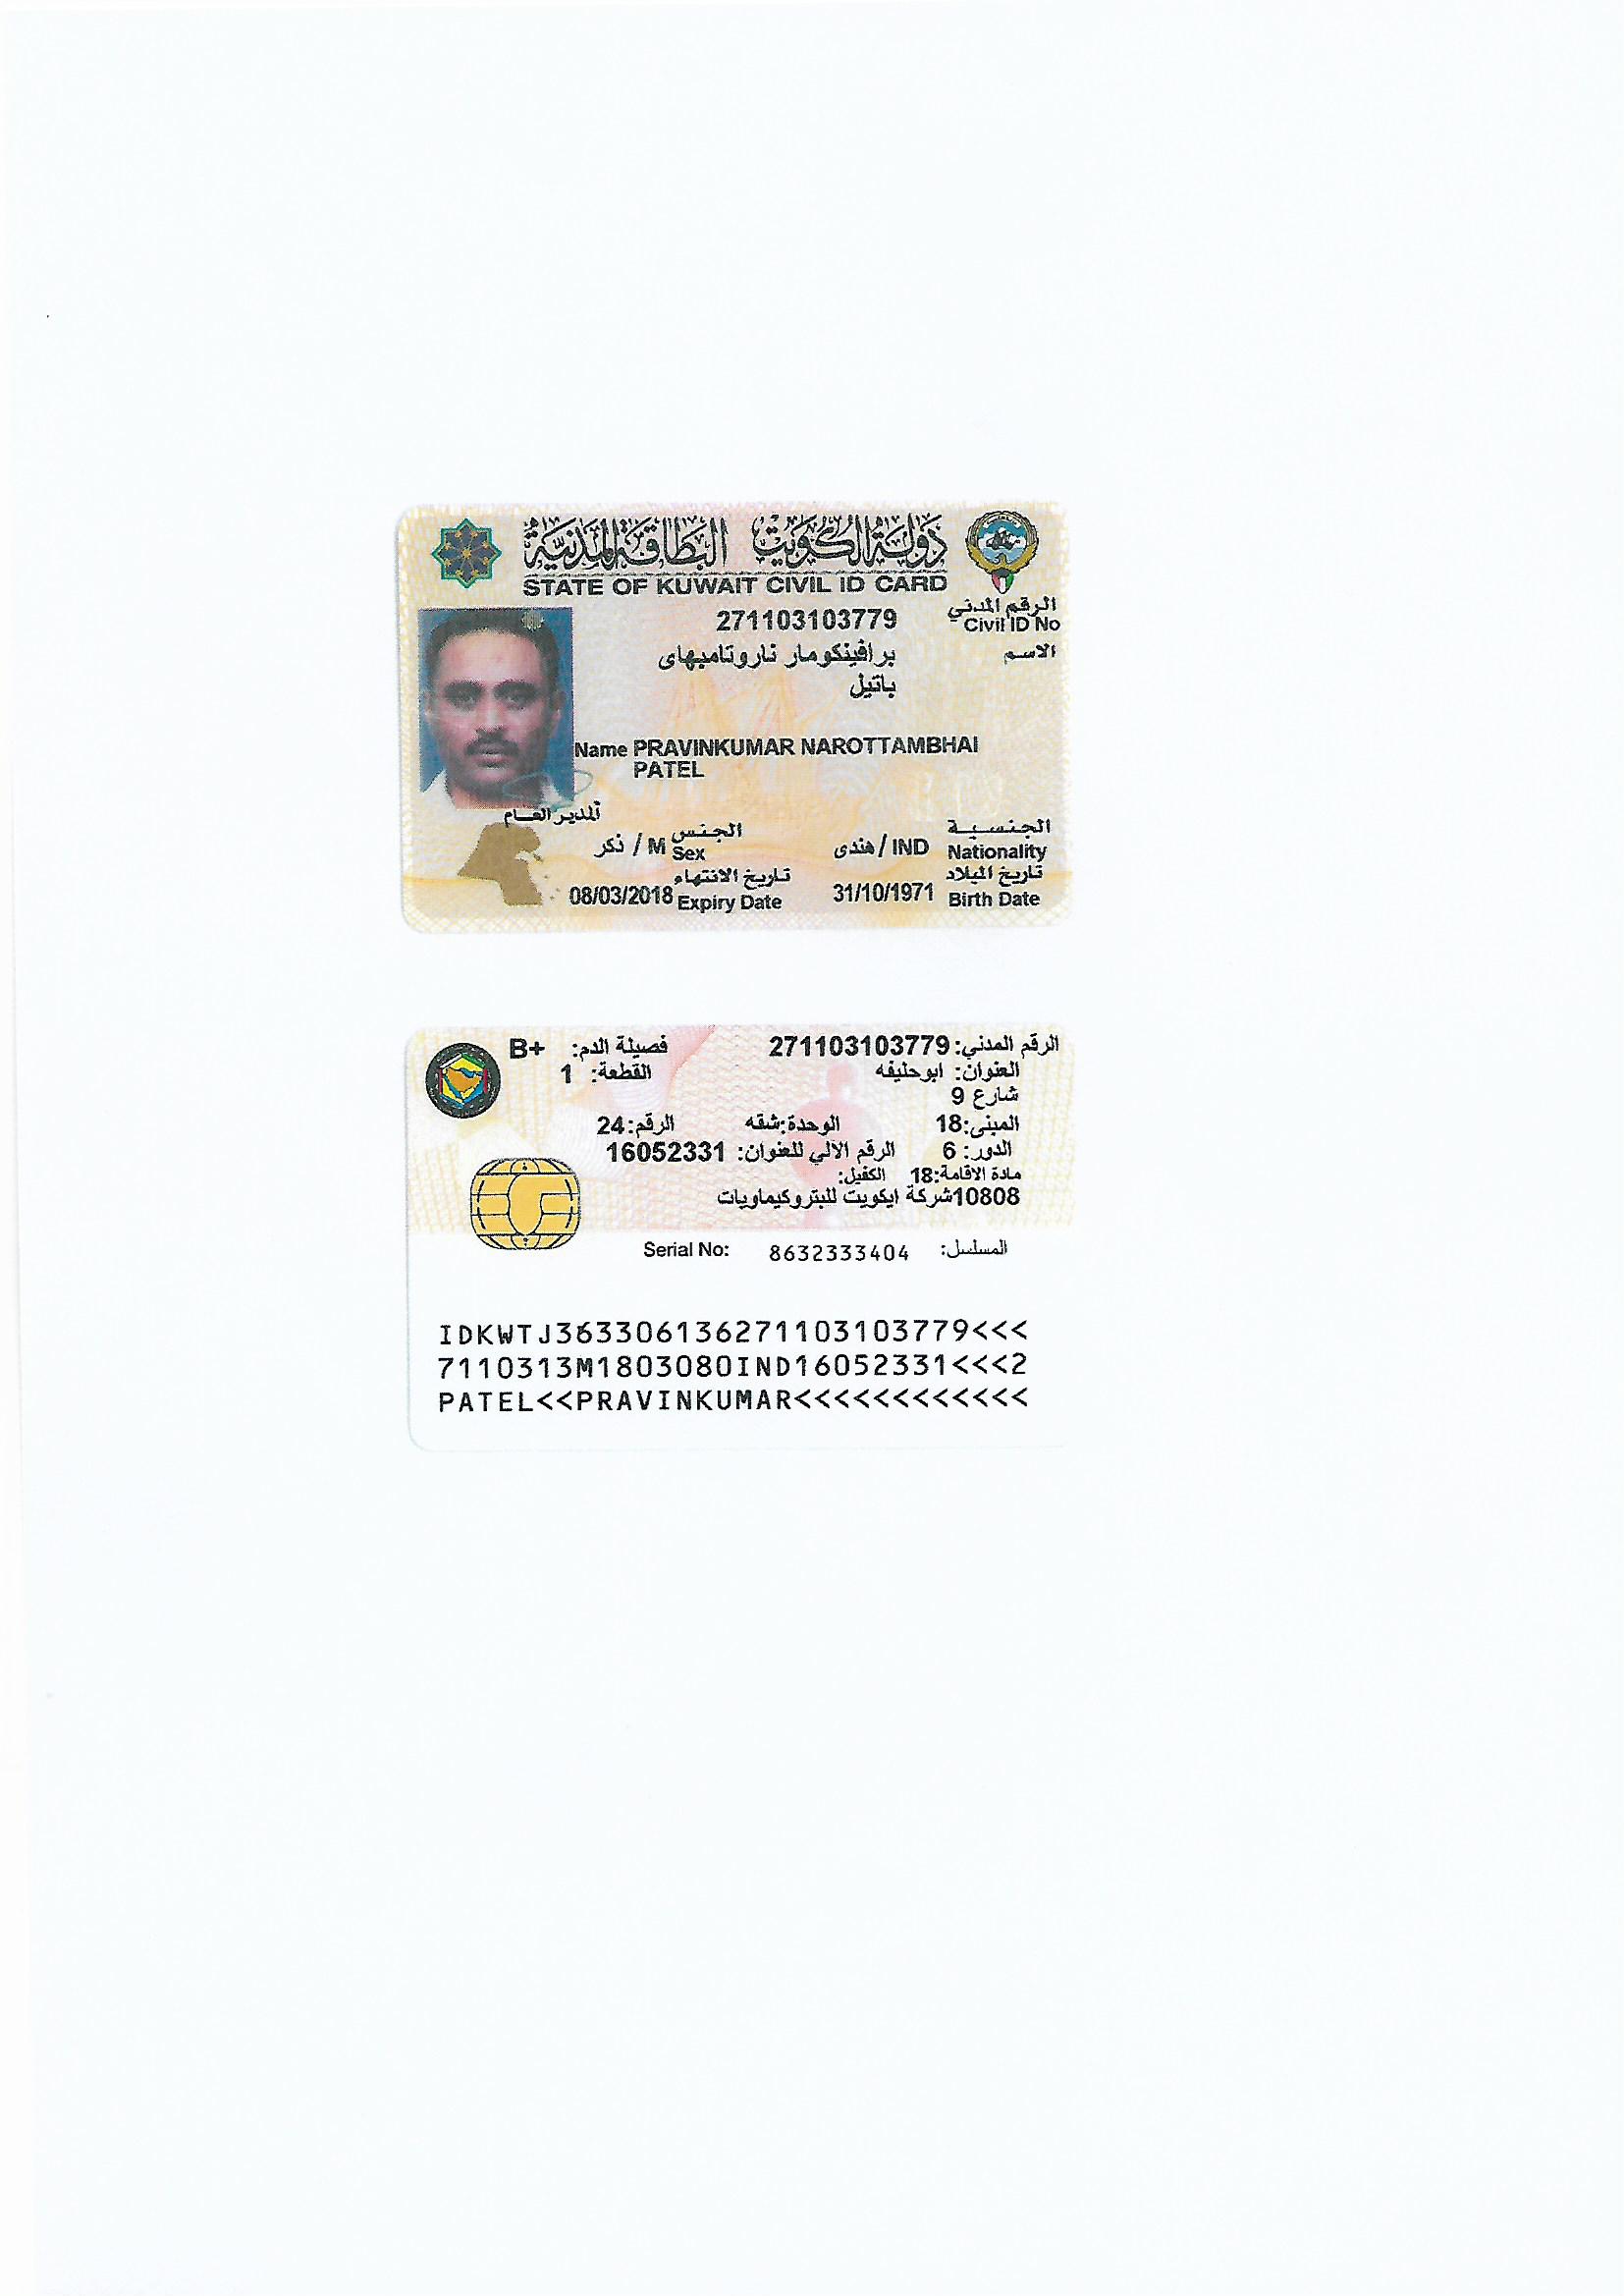 دولة الكويت البطاقة المدنية
STATE OF KUWAIT CIVIL ID CARD
271103103779 الرقم المدني
Civil ID No
الاسم برافينكومار ناروتامبهاى
باتيل
Name PRAVINKUMAR NAROTTAMBHAI
PATEL
المدير العام
الجنسية هندى / IND الجنس ذكر / M
Nationality Sex
تاريخ الميلاد 31/10/1971 تاريخ الانتهاء 08/03/2018
Birth Date Expiry Date
الرقم المدني: 271103103779 فصيلة الدم: B+
العنوان: ابوحليفه القطعة: 1
شارع 9
المبنى:18 الوحدة:شقه الرقم:24
الدور: 6 الرقم الالي للعنوان: 16052331
مادة الاقامة:18 الكفيل:
10808شركة ايكويت للبتروكيماويات
Serial No: 8632333404 المسلسل:
IDKWTJ363306136271103103779<<<
7110313M1803080IND16052331<<<2
PATEL<<PRAVINKUMAR<<<<<<<<<<<<